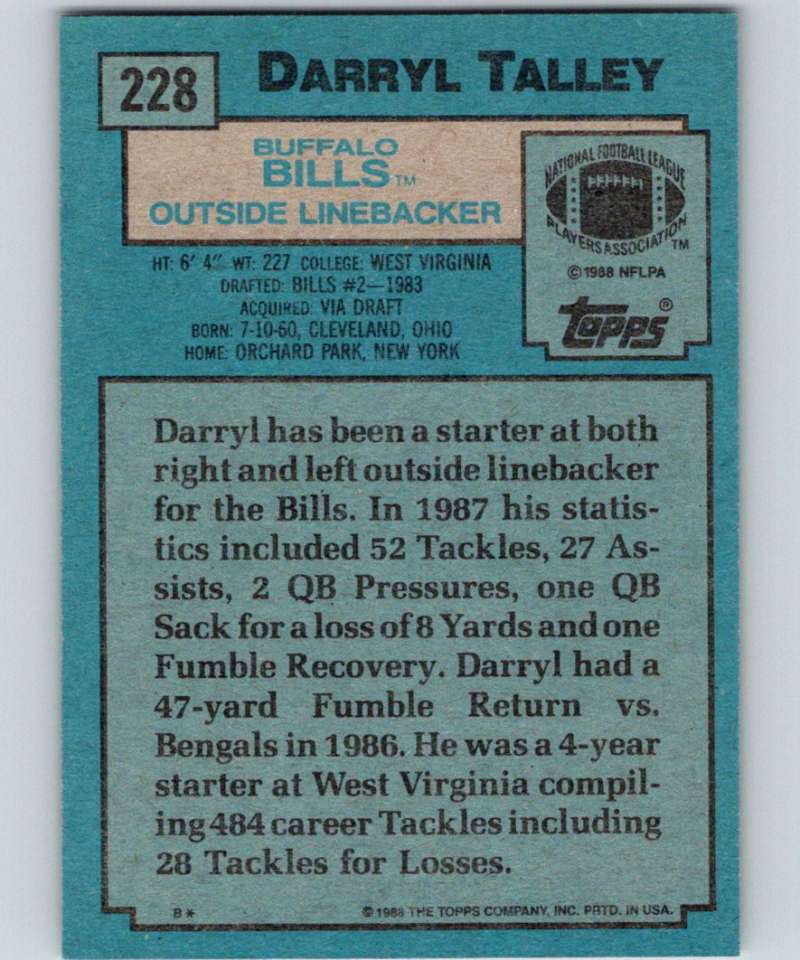 228
DARRYL TALLEY
BUFFALO
BILLS™
OUTSIDE LINEBACKER
NATIONAL FOOTBALL LEAGUE
PLAYERS ASSOCIATION™
©1988 NFLPA
topps®
HT: 6' 4" WT: 227 COLLEGE: WEST VIRGINIA
DRAFTED: BILLS #2—1983
ACQUIRED: VIA DRAFT
BORN: 7-10-60, CLEVELAND, OHIO
HOME: ORCHARD PARK, NEW YORK
Darryl has been a starter at both
right and left outside linebacker
for the Bills. In 1987 his statis-
tics included 52 Tackles, 27 As-
sists, 2 QB Pressures, one QB
Sack for a loss of 8 Yards and one
Fumble Recovery. Darryl had a
47-yard Fumble Return vs.
Bengals in 1986. He was a 4-year
starter at West Virginia compil-
ing 484 career Tackles including
28 Tackles for Losses.
B*
©1988 THE TOPPS COMPANY, INC. PRTD. IN USA.